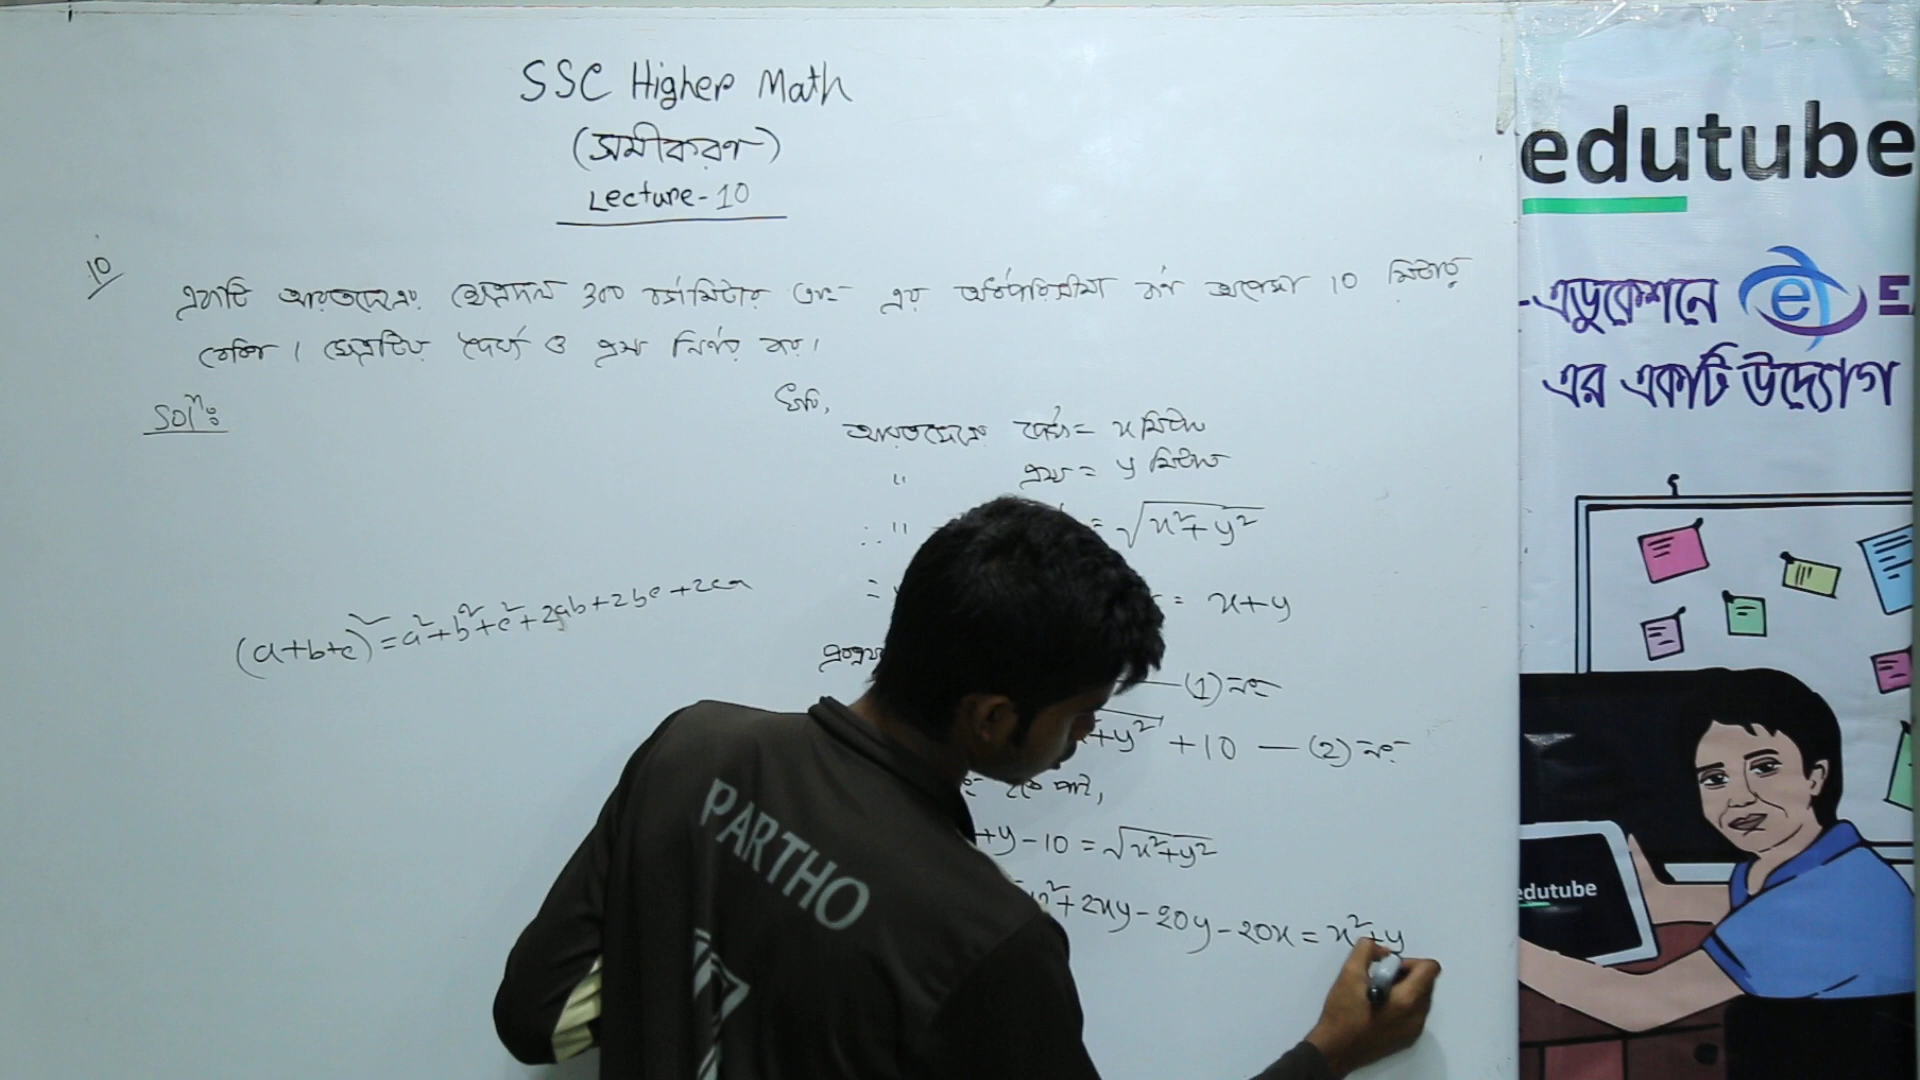 SSC Higher Math
(সমীকরণ)
Lecture-10
10
একটি আয়তক্ষেত্রের ক্ষেত্রফল 300 বর্গমিটার এবং এর অর্ধপরিসীমা কর্ণ অপেক্ষা 10 মিটার
বেশি। ক্ষেত্রটির দৈর্ঘ্য ও প্রস্থ নির্ণয় কর।
Solⁿ:
ধরি,
আয়তক্ষেত্রের দৈর্ঘ্য = x মিটার
" প্রস্থ = y মিটার
∴ " = √x²+y²
= x+y
(a+b+c)² = a²+b²+c²+2ab+2bc+2ca
—(1) নং
+y² +10 —(2) নং
হতে পাই,
+y-10 = √x²+y²
+2xy-20y-20x = x²+y
PARTHO
edutube
-এডুকেশনে e E
এর একটি উদ্যোগ
edutube